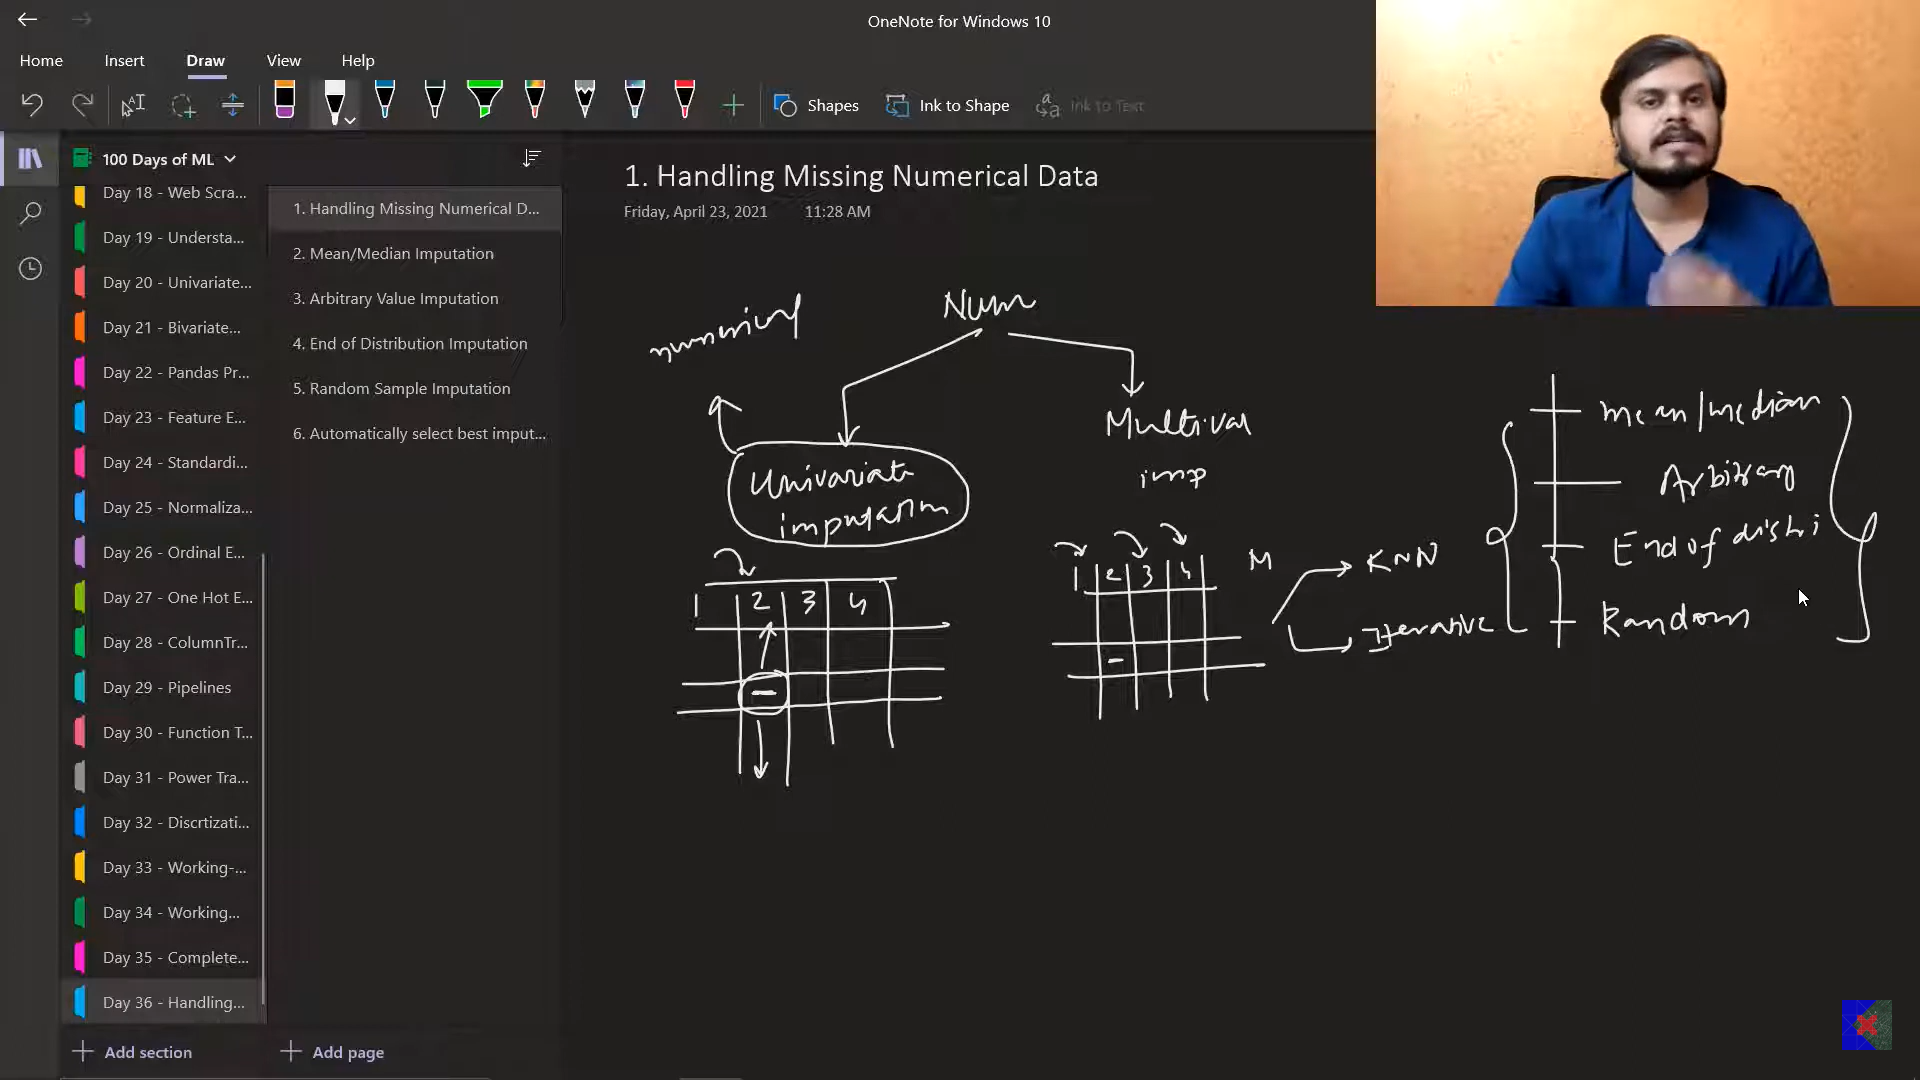 OneNote for Windows 10
Home
Insert
Draw
View
Help
Shapes
Ink to Shape
Ink to Text
100 Days of ML
Day 18 - Web Scra...
Day 19 - Understa...
Day 20 - Univariate...
Day 21 - Bivariate...
Day 22 - Pandas Pr...
Day 23 - Feature E...
Day 24 - Standardi...
Day 25 - Normaliza...
Day 26 - Ordinal E...
Day 27 - One Hot E...
Day 28 - ColumnTr...
Day 29 - Pipelines
Day 30 - Function T...
Day 31 - Power Tra...
Day 32 - Discrtizati...
Day 33 - Working-...
Day 34 - Working...
Day 35 - Complete...
Day 36 - Handling...
Add section
1. Handling Missing Numerical D...
2. Mean/Median Imputation
3. Arbitrary Value Imputation
4. End of Distribution Imputation
5. Random Sample Imputation
6. Automatically select best imput...
Add page
1. Handling Missing Numerical Data
Friday, April 23, 2021
11:28 AM
numerical
Num
Univariate
imputation
1 2 3 4
Multivar
imp
1 2 3 4
M
KNN
Iterative
mean/median
Arbitrary
End of distri
Random